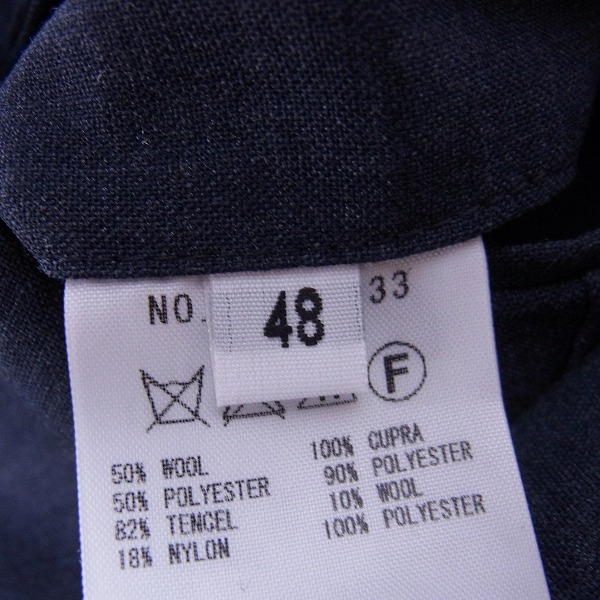 NO. 33
48
F
50% WOOL
50% POLYESTER
82% TENCEL
18% NYLON
100% CUPRA
90% POLYESTER
10% WOOL
100% POLYESTER